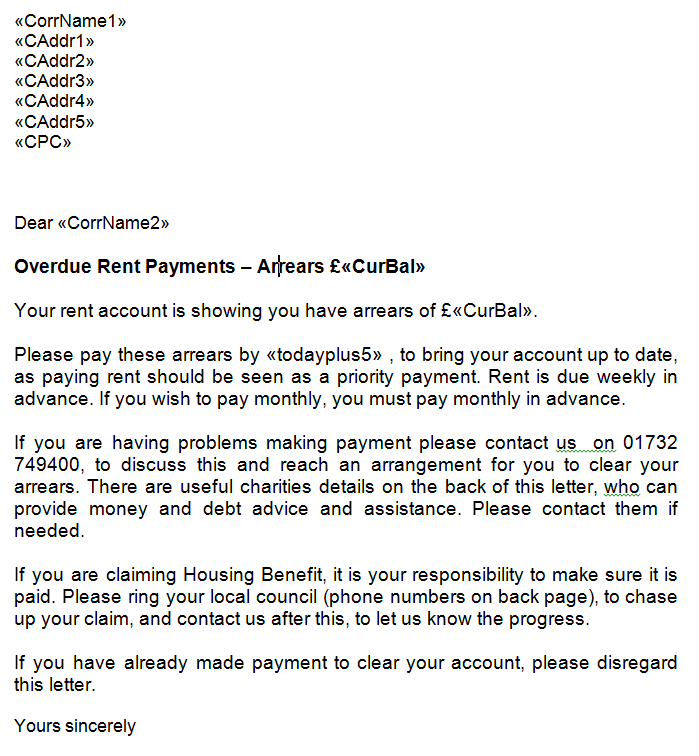 «CorrName1»
«CAddr1»
«CAddr2»
«CAddr3»
«CAddr4»
«CAddr5»
«CPC»
Dear «CorrName2»
Overdue Rent Payments – Arrears £«CurBal»
Your rent account is showing you have arrears of £«CurBal».
Please pay these arrears by «todayplus5» , to bring your account up to date,
as paying rent should be seen as a priority payment. Rent is due weekly in
advance. If you wish to pay monthly, you must pay monthly in advance.
If you are having problems making payment please contact us  on 01732
749400, to discuss this and reach an arrangement for you to clear your
arrears. There are useful charities details on the back of this letter, who can
provide money and debt advice and assistance. Please contact them if
needed.
If you are claiming Housing Benefit, it is your responsibility to make sure it is
paid. Please ring your local council (phone numbers on back page), to chase
up your claim, and contact us after this, to let us know the progress.
If you have already made payment to clear your account, please disregard
this letter.
Yours sincerely